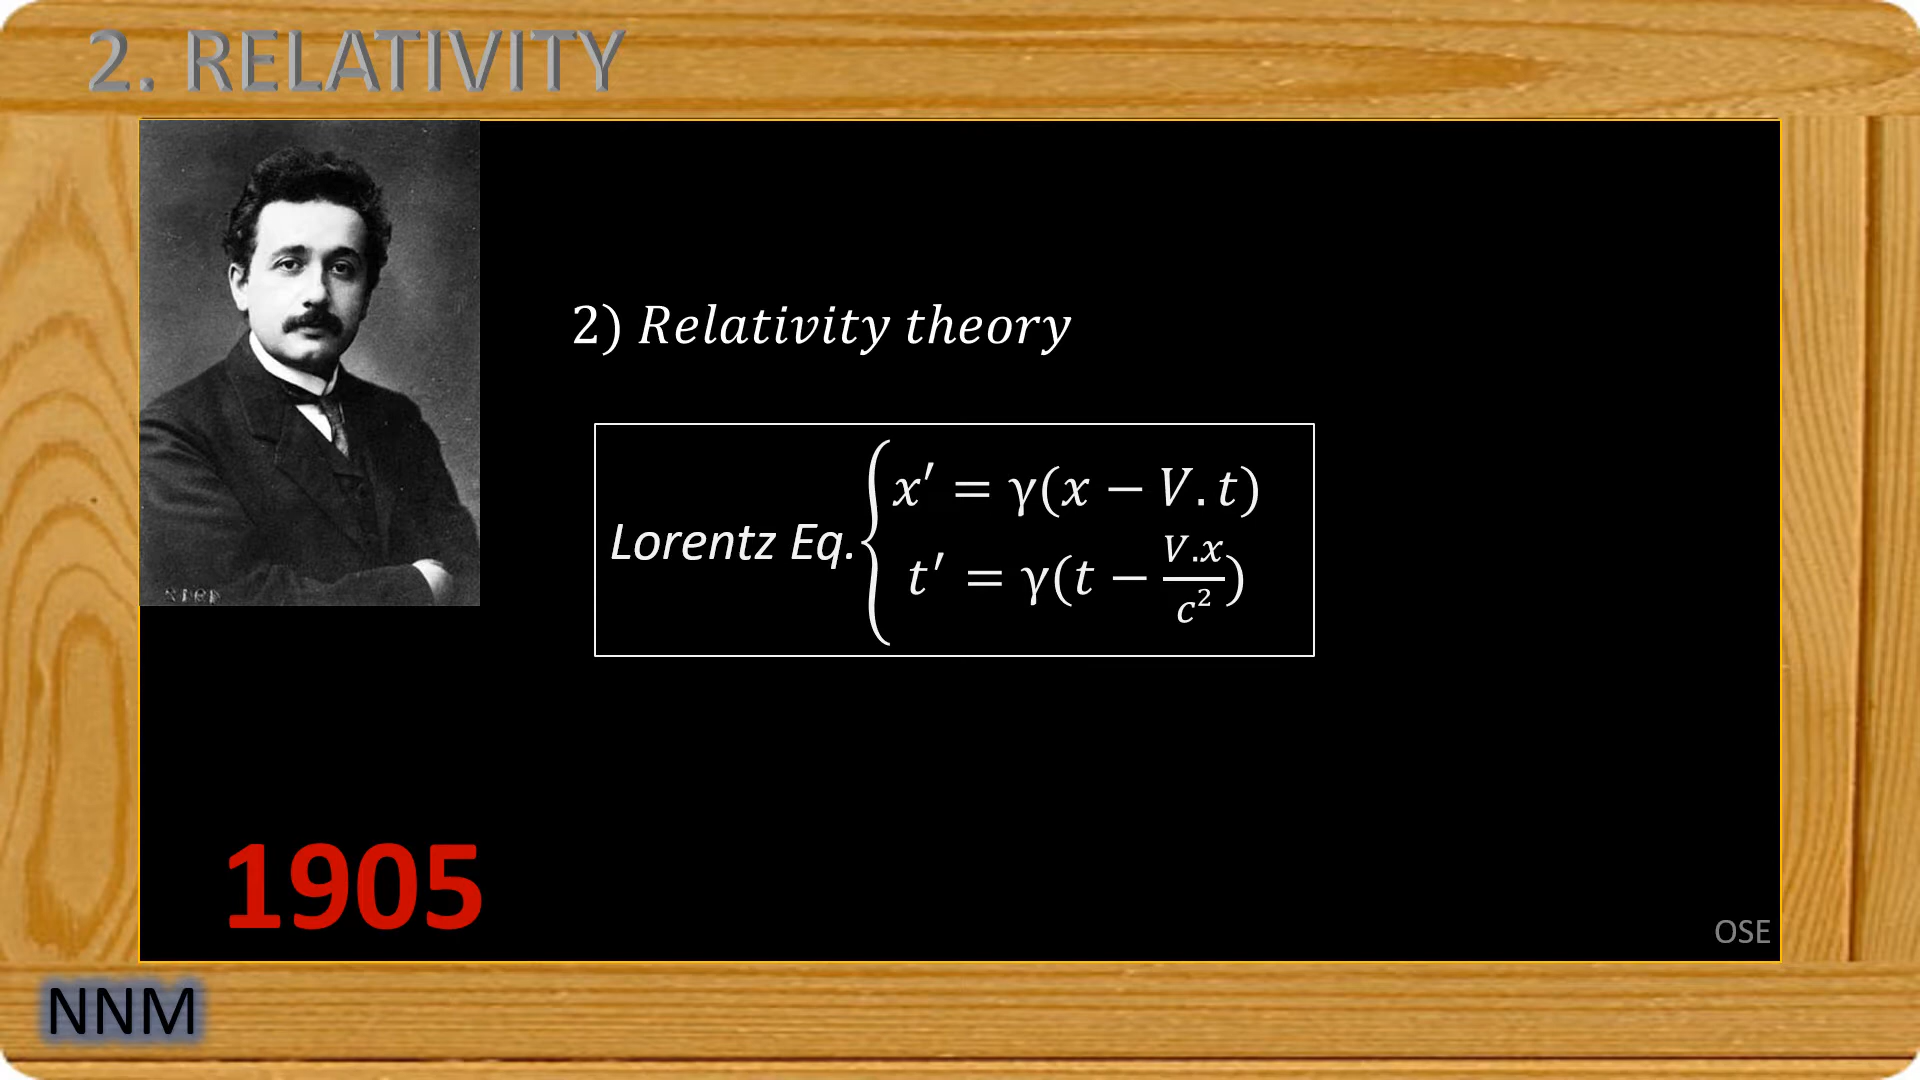 2. RELATIVITY
2) Relativity theory
Lorentz Eq. { x′ = γ(x − V.t)
t′ = γ(t − V.x/c²)
1905
OSE
NNM